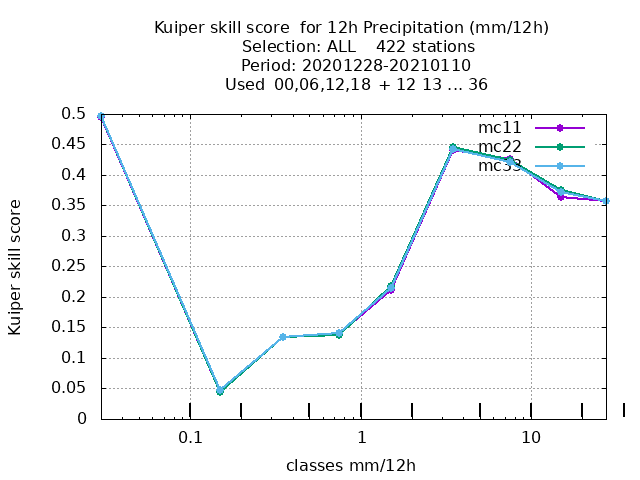 Kuiper skill score  for 12h Precipitation (mm/12h)
Selection: ALL    422 stations
Period: 20201228-20210110
Used  00,06,12,18  + 12 13 ... 36
mc11
mc22
mc33
0.5
0.45
0.4
0.35
0.3
0.25
0.2
0.15
0.1
0.05
0
Kuiper skill score
0.1 1 10
classes mm/12h